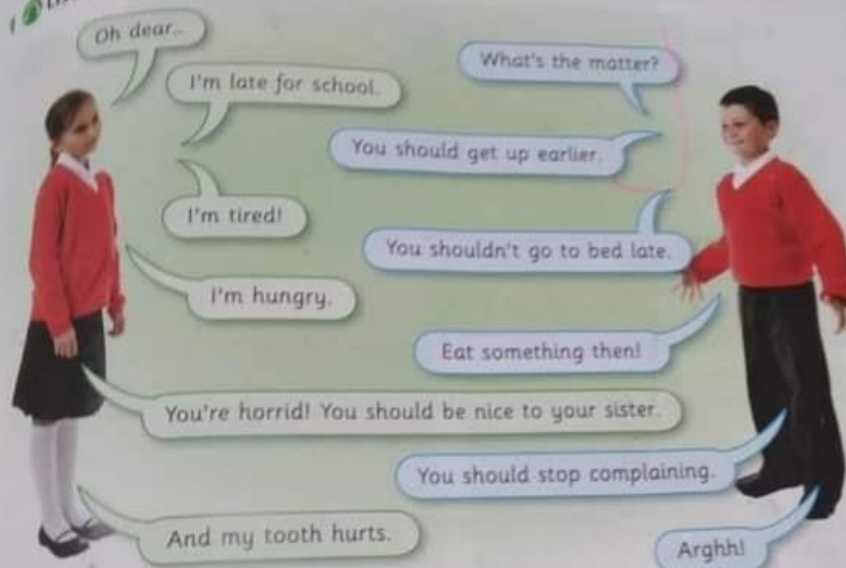 Oh dear...
What's the matter?
I'm late for school.
You should get up earlier.
I'm tired!
You shouldn't go to bed late.
I'm hungry.
Eat something then!
You're horrid! You should be nice to your sister.
You should stop complaining.
And my tooth hurts.
Arghh!